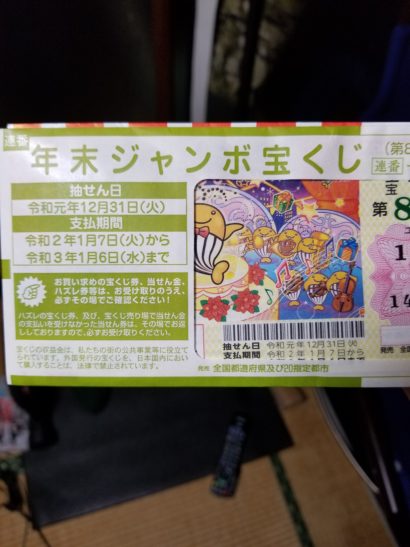 連番
年末ジャンボ宝くじ
(第8
連番
抽せん日
令和元年12月31日(火)
支払期間
令和2年1月7日(火)から
令和3年1月6日(水)まで
お買い求めの宝くじ券、当せん金、
ハズレ券等は、お受け取りのうえ、
必ずその場でご確認ください!
ハズレの宝くじ券、及び、宝くじ売り場で当せん金
の支払いを受けなかった当せん券は、その場でお返
ししておりますので、必ずお受け取りください。
宝くじの収益金は、私たちの街の公共事業等に役立て
られています。外国発行の宝くじを、日本国内におい
て購入することは、法律で禁止されています。
宝
第8
1
14
抽せん日 令和元年12月31日(火)
支払期間 令和2年1月7日から
発売 全国都道府県及び20指定都市
発売